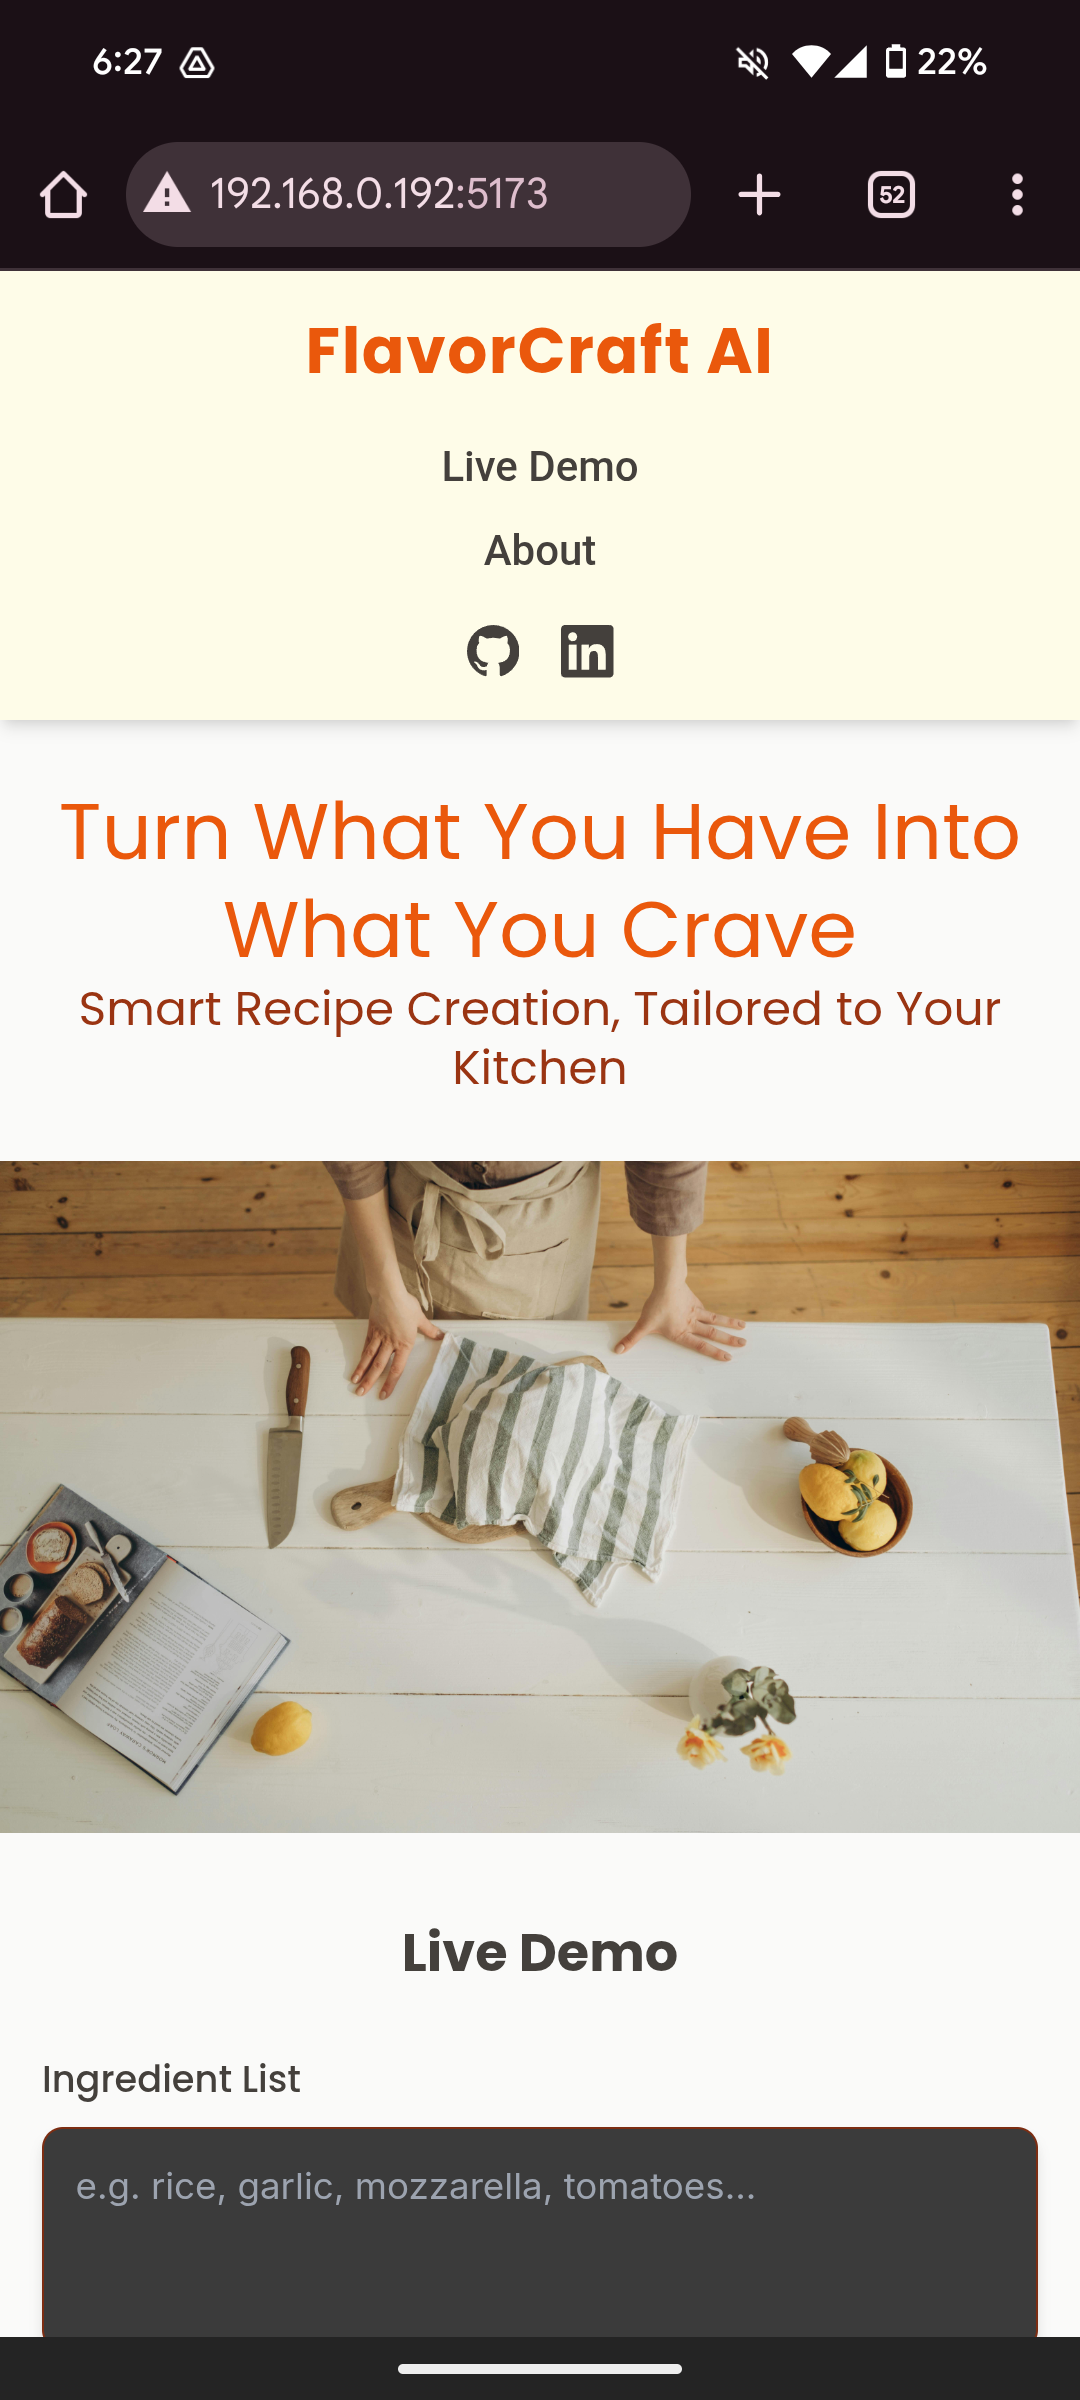 6:27
22%
192.168.0.192:5173
52
FlavorCraft AI
Live Demo
About
in
Turn What You Have Into
What You Crave
Smart Recipe Creation, Tailored to Your
Kitchen
Live Demo
Ingredient List
e.g. rice, garlic, mozzarella, tomatoes...